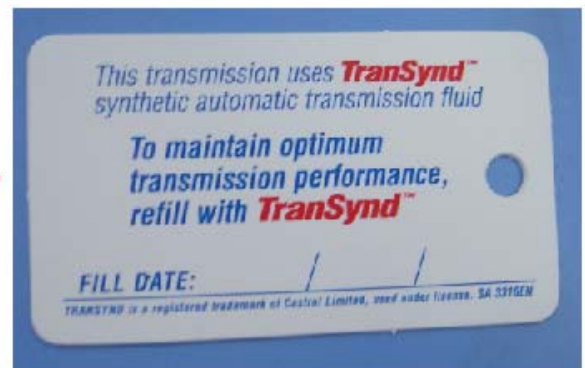 This transmission uses TranSynd™
synthetic automatic transmission fluid
To maintain optimum
transmission performance,
refill with TranSynd™
FILL DATE: / /
TRANSYND is a registered trademark of Castrol Limited, used under license. SA